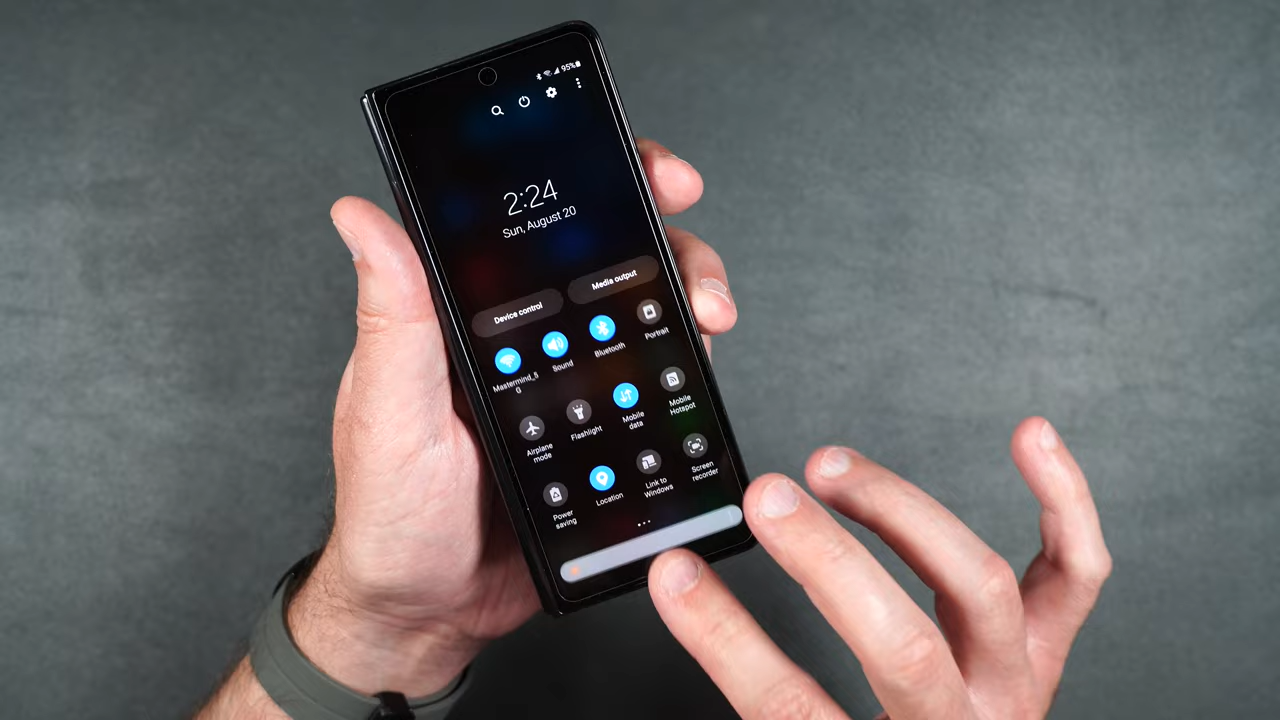 95%
2:24
Sun, August 20
Device control
Media output
Mastermind_5
G
Sound
Bluetooth
Portrait
Airplane
mode
Flashlight
Mobile
data
Mobile
Hotspot
Power
saving
Location
Link to
Windows
Screen
recorder